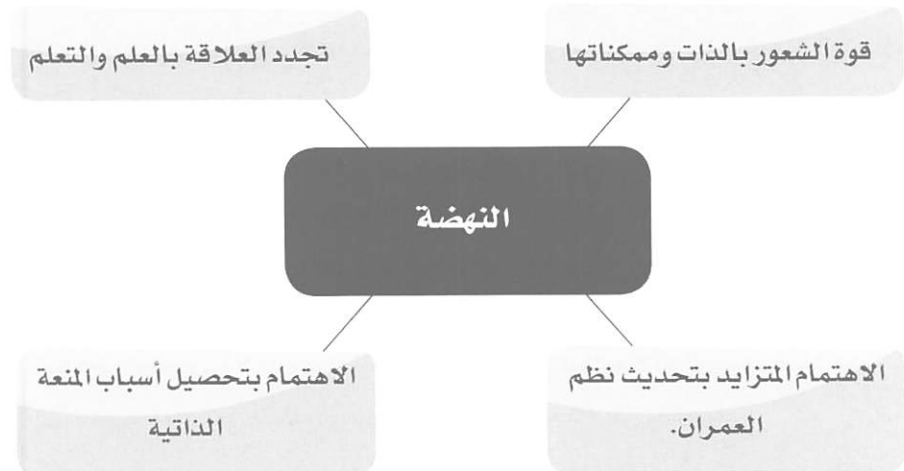 قوة الشعور بالذات وممكناتها
تجدد العلاقة بالعلم والتعلم
النهضة
الاهتمام المتزايد بتحديث نظم
العمران.
الاهتمام بتحصيل أسباب المنعة
الذاتية